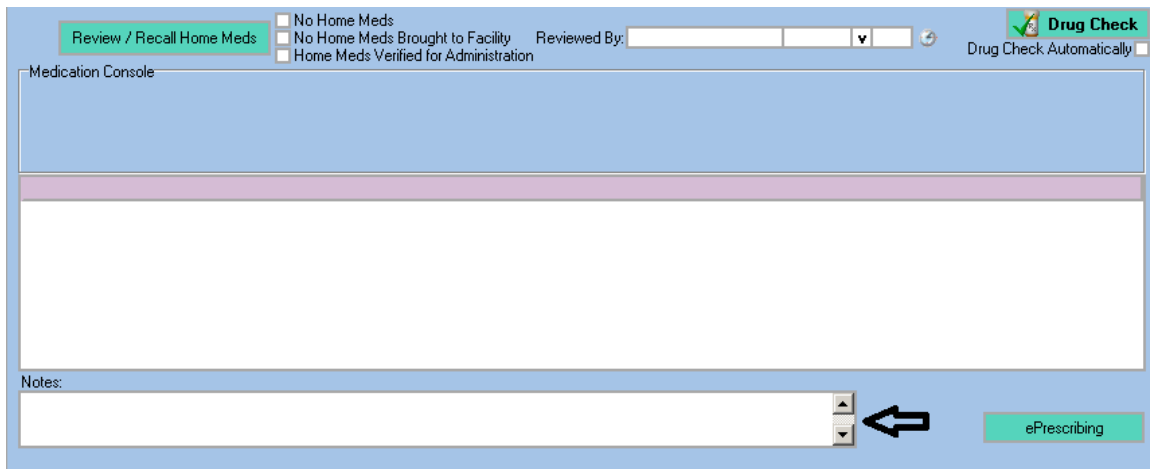 No Home Meds
Review / Recall Home Meds
No Home Meds Brought to Facility
Reviewed By:
v
Home Meds Verified for Administration
Drug Check
Drug Check Automatically
Medication Console
Notes:
ePrescribing